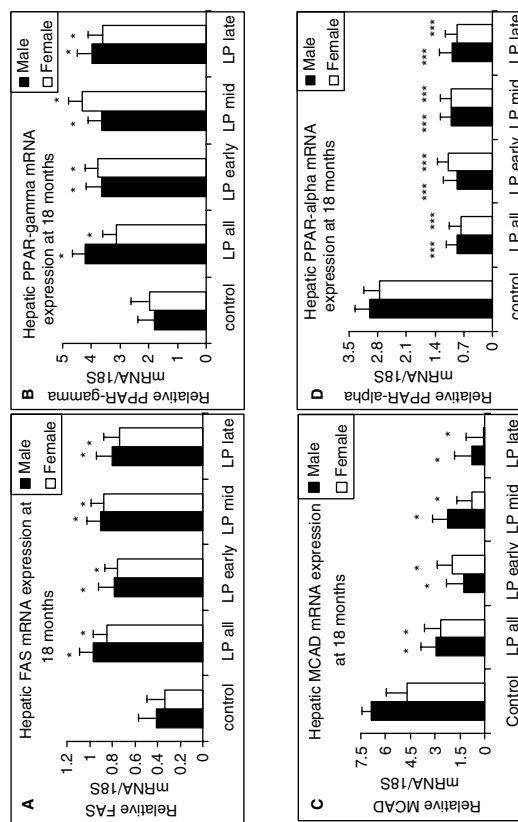 A
Hepatic FAS mRNA expression at
18 months
Male
Female
Relative FAS
mRNA/18S
1.2
1
0.8
0.6
0.4
0.2
0
control
LP all
LP early
LP mid
LP late
*
*
*
*
*
*
*
*
B
Hepatic PPAR-gamma mRNA
expression at 18 months
Male
Female
Relative PPAR-gamma
mRNA/18S
5
4
3
2
1
0
control
LP all
LP early
LP mid
LP late
*
*
*
*
*
*
*
*
C
Hepatic MCAD mRNA expression
at 18 months
Male
Female
Relative MCAD
mRNA/18S
7.5
6
4.5
3
1.5
0
Control
LP all
LP early
LP mid
LP late
*
*
*
*
*
*
*
*
D
Hepatic PPAR-alpha mRNA
expression at 18 months
Male
Female
Relative PPAR-alpha
mRNA/18S
3.5
2.8
2.1
1.4
0.7
0
control
LP all
LP early
LP mid
LP late
***
***
***
***
***
***
***
***